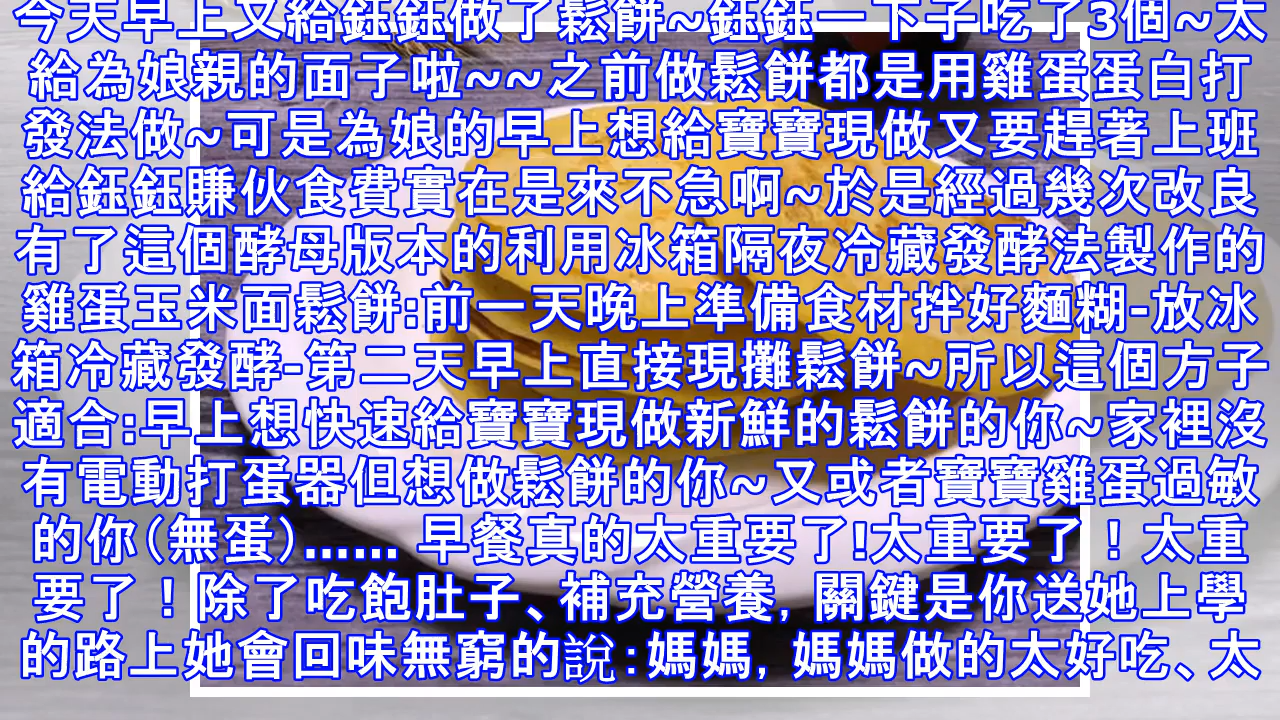 今天早上又給鈺鈺做了鬆餅~鈺鈺一下子吃了3個~太
給為娘親的面子啦~~之前做鬆餅都是用雞蛋蛋白打
發法做~可是為娘的早上想給寶寶現做又要趕著上班
給鈺鈺賺伙食費實在是來不急啊~於是經過幾次改良
有了這個酵母版本的利用冰箱隔夜冷藏發酵法製作的
雞蛋玉米面鬆餅:前一天晚上準備食材拌好麵糊-放冰
箱冷藏發酵-第二天早上直接現攤鬆餅~所以這個方子
適合:早上想快速給寶寶現做新鮮的鬆餅的你~家裡沒
有電動打蛋器但想做鬆餅的你~又或者寶寶雞蛋過敏
的你(無蛋)...... 早餐真的太重要了!太重要了！太重
要了！除了吃飽肚子、補充營養, 關鍵是你送她上學
的路上她會回味無窮的說:媽媽, 媽媽做的太好吃、太